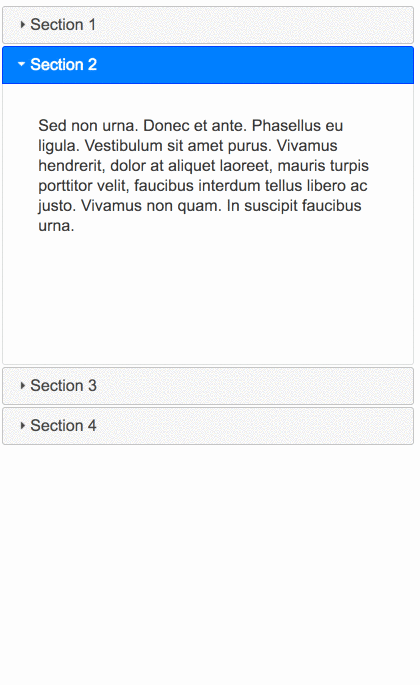 Section 1
Section 2
Sed non urna. Donec et ante. Phasellus eu
ligula. Vestibulum sit amet purus. Vivamus
hendrerit, dolor at aliquet laoreet, mauris turpis
porttitor velit, faucibus interdum tellus libero ac
justo. Vivamus non quam. In suscipit faucibus
urna.
Section 3
Section 4